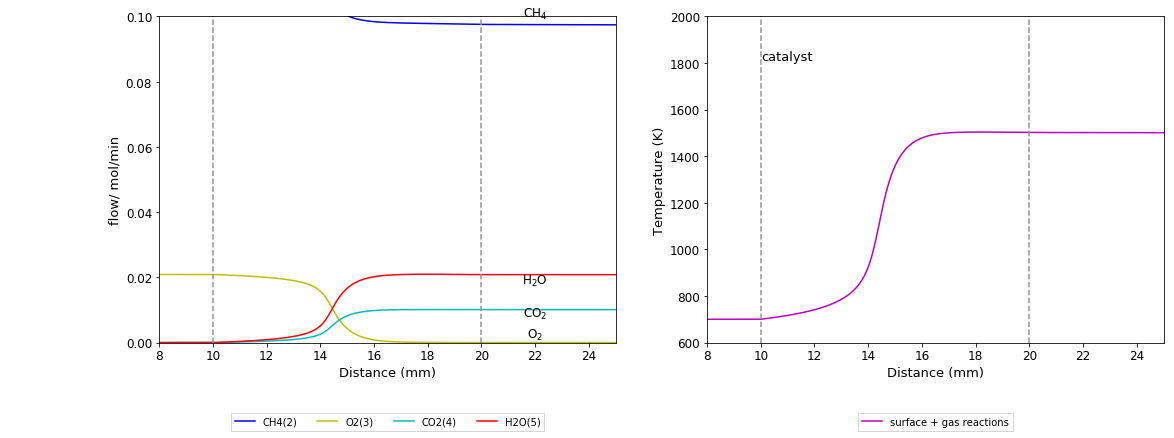 0.10
0.08
0.06
0.04
0.02
0.00
flow/ mol/min
CH₄
H₂O
CO₂
O₂
8 10 12 14 16 18 20 22 24
Distance (mm)
CH4(2) O2(3) CO2(4) H2O(5)
2000
1800
1600
1400
1200
1000
800
600
Temperature (K)
catalyst
8 10 12 14 16 18 20 22 24
Distance (mm)
surface + gas reactions